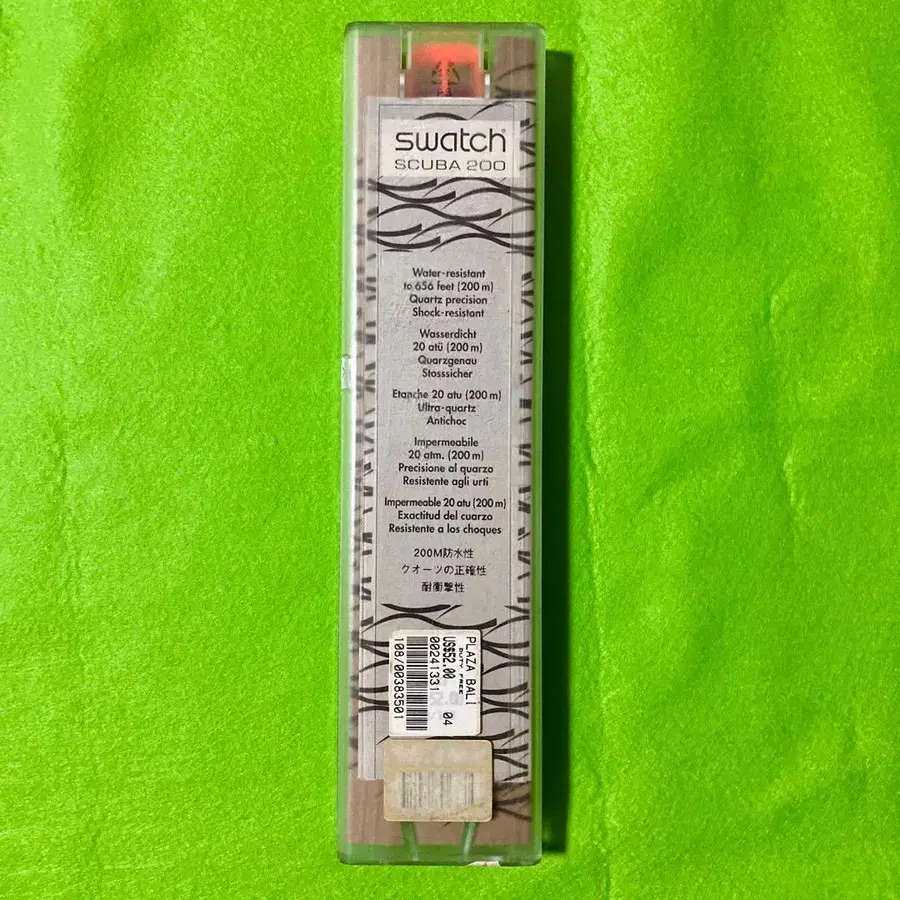 swatch
SCUBA 200
Water-resistant
to 656 feet (200 m)
Quartz precision
Shock-resistant
Wasserdicht
20 atü (200 m)
Quarzgenau
Stosssicher
Etanche 20 atu (200 m)
Ultra-quartz
Antichoc
Impermeabile
20 atm. (200 m)
Precisione al quarzo
Resistente agli urti
Impermeable 20 atu (200 m)
Exactitud del cuarzo
Resistente a los choques
200M防水性
クオーツの正確性
耐衝撃性
PLAZA BALI
DUTY FREE
US$52.00
00241331 04
108/00383501